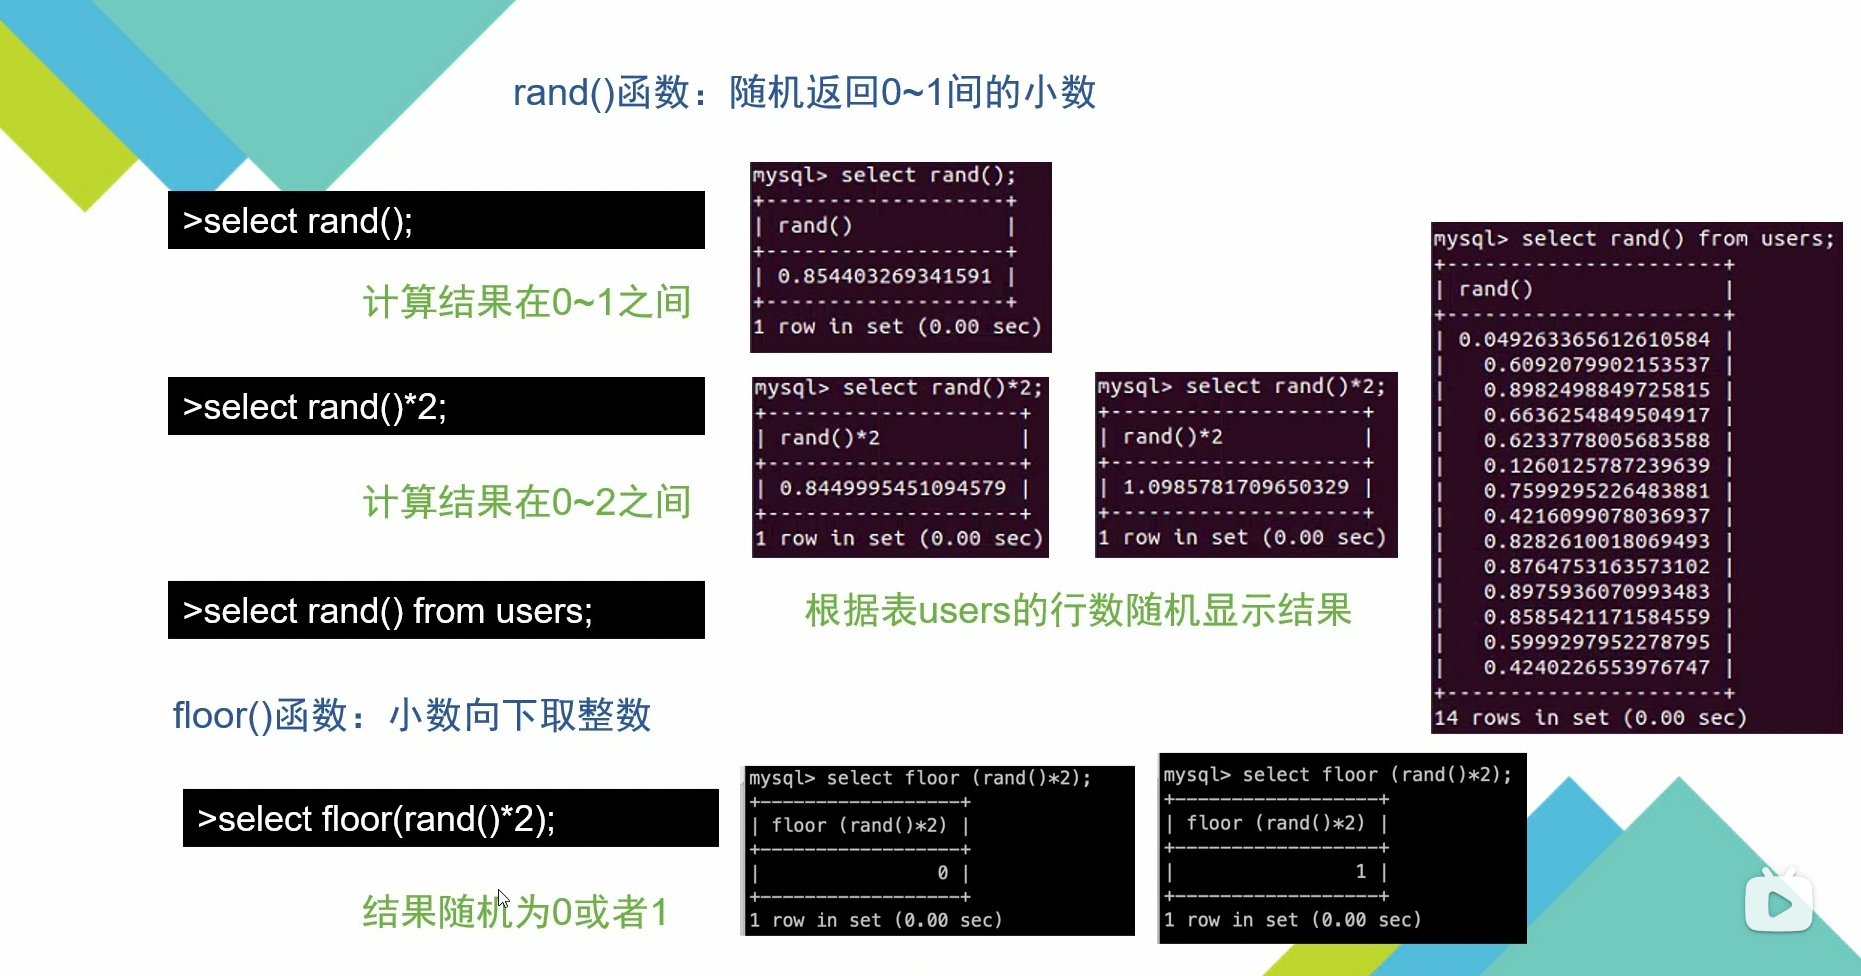 rand()函数：随机返回0~1间的小数
>select rand();
计算结果在0~1之间
mysql> select rand();
+-------------------+
| rand()            |
+-------------------+
| 0.854403269341591 |
+-------------------+
1 row in set (0.00 sec)
>select rand()*2;
计算结果在0~2之间
mysql> select rand()*2;
+--------------------+
| rand()*2           |
+--------------------+
| 0.8449995451094579 |
+--------------------+
1 row in set (0.00 sec)
mysql> select rand()*2;
+--------------------+
| rand()*2           |
+--------------------+
| 1.0985781709650329 |
+--------------------+
1 row in set (0.00 sec)
>select rand() from users;
根据表users的行数随机显示结果
mysql> select rand() from users;
+----------------------+
| rand()               |
+----------------------+
| 0.049263365612610584 |
|   0.6092079902153537 |
|   0.8982498849725815 |
|   0.6636254849504917 |
|   0.6233778005683588 |
|   0.1260125787239639 |
|   0.7599295226483881 |
|   0.4216099078036937 |
|   0.8282610018069493 |
|   0.8764753163573102 |
|   0.8975936070993483 |
|   0.8585421171584559 |
|   0.5999297952278795 |
|   0.4240226553976747 |
+----------------------+
14 rows in set (0.00 sec)
floor()函数：小数向下取整数
>select floor(rand()*2);
结果随机为0或者1
mysql> select floor (rand()*2);
+------------------+
| floor (rand()*2) |
+------------------+
|                0 |
+------------------+
1 row in set (0.00 sec)
mysql> select floor (rand()*2);
+------------------+
| floor (rand()*2) |
+------------------+
|                1 |
+------------------+
1 row in set (0.00 sec)